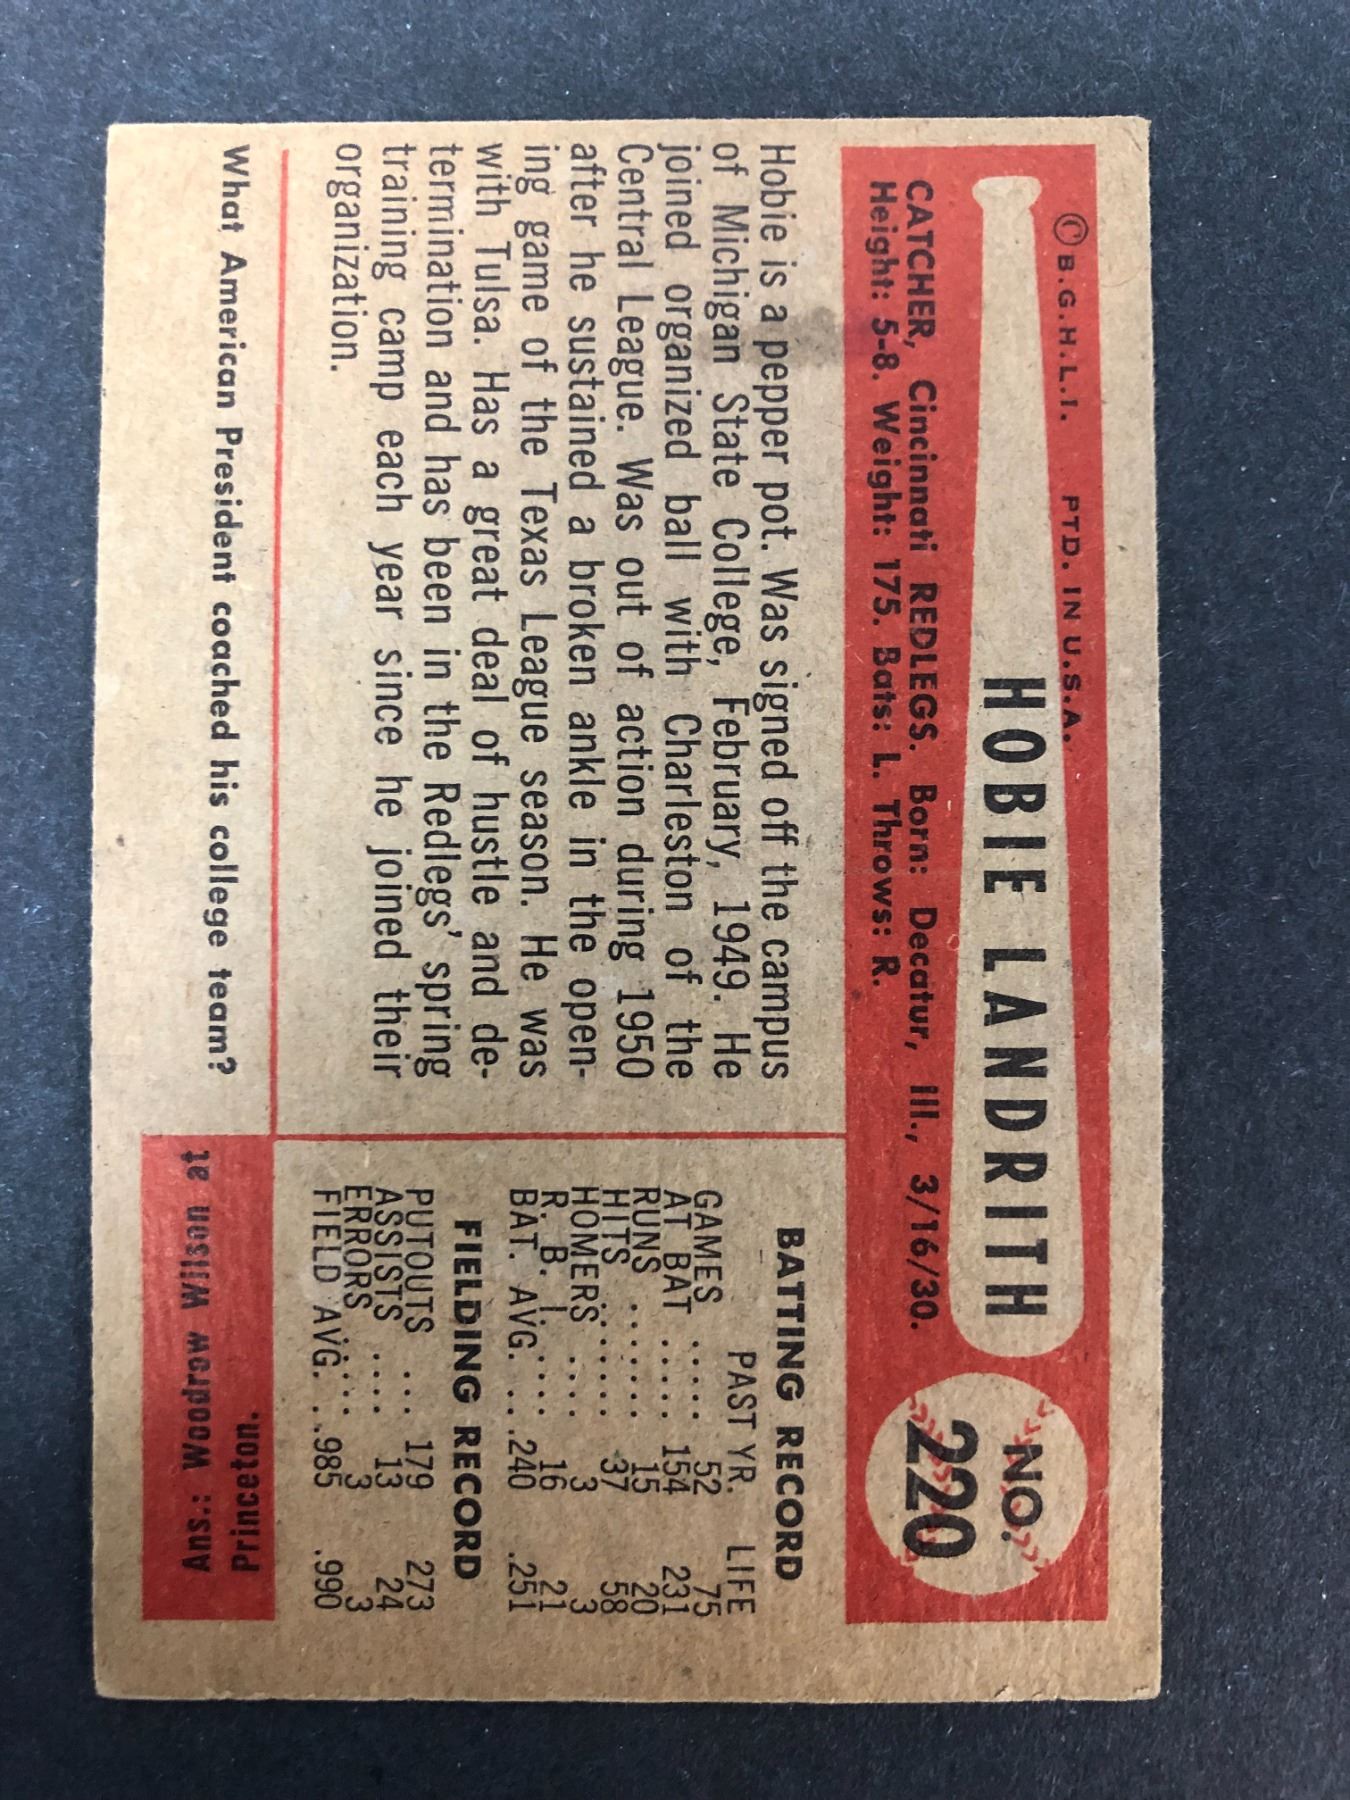 © B.G.H.L.I. PTD. IN U.S.A.
HOBIE LANDRITH
NO.
220
CATCHER, Cincinnati REDLEGS. Born: Decatur, Ill., 3/16/30.
Height: 5-8. Weight: 175. Bats: L. Throws: R.
Hobie is a pepper pot. Was signed off the campus
of Michigan State College, February, 1949. He
joined organized ball with Charleston of the
Central League. Was out of action during 1950
after he sustained a broken ankle in the open-
ing game of the Texas League season. He was
with Tulsa. Has a great deal of hustle and de-
termination and has been in the Redlegs' spring
training camp each year since he joined their
organization.
BATTING RECORD
PAST YR. LIFE
GAMES ..... 52 75
AT BAT ..... 154 231
RUNS ....... 15 20
HITS ....... 37 58
HOMERS .... 3 3
R. B. I. .... 16 21
BAT. AVG. ... .240 .251
FIELDING RECORD
PUTOUTS ... 179 273
ASSISTS .... 13 24
ERRORS .... 3 3
FIELD AVG. . .985 .990
What American President coached his college team?
Ans.: Woodrow Wilson at
Princeton.